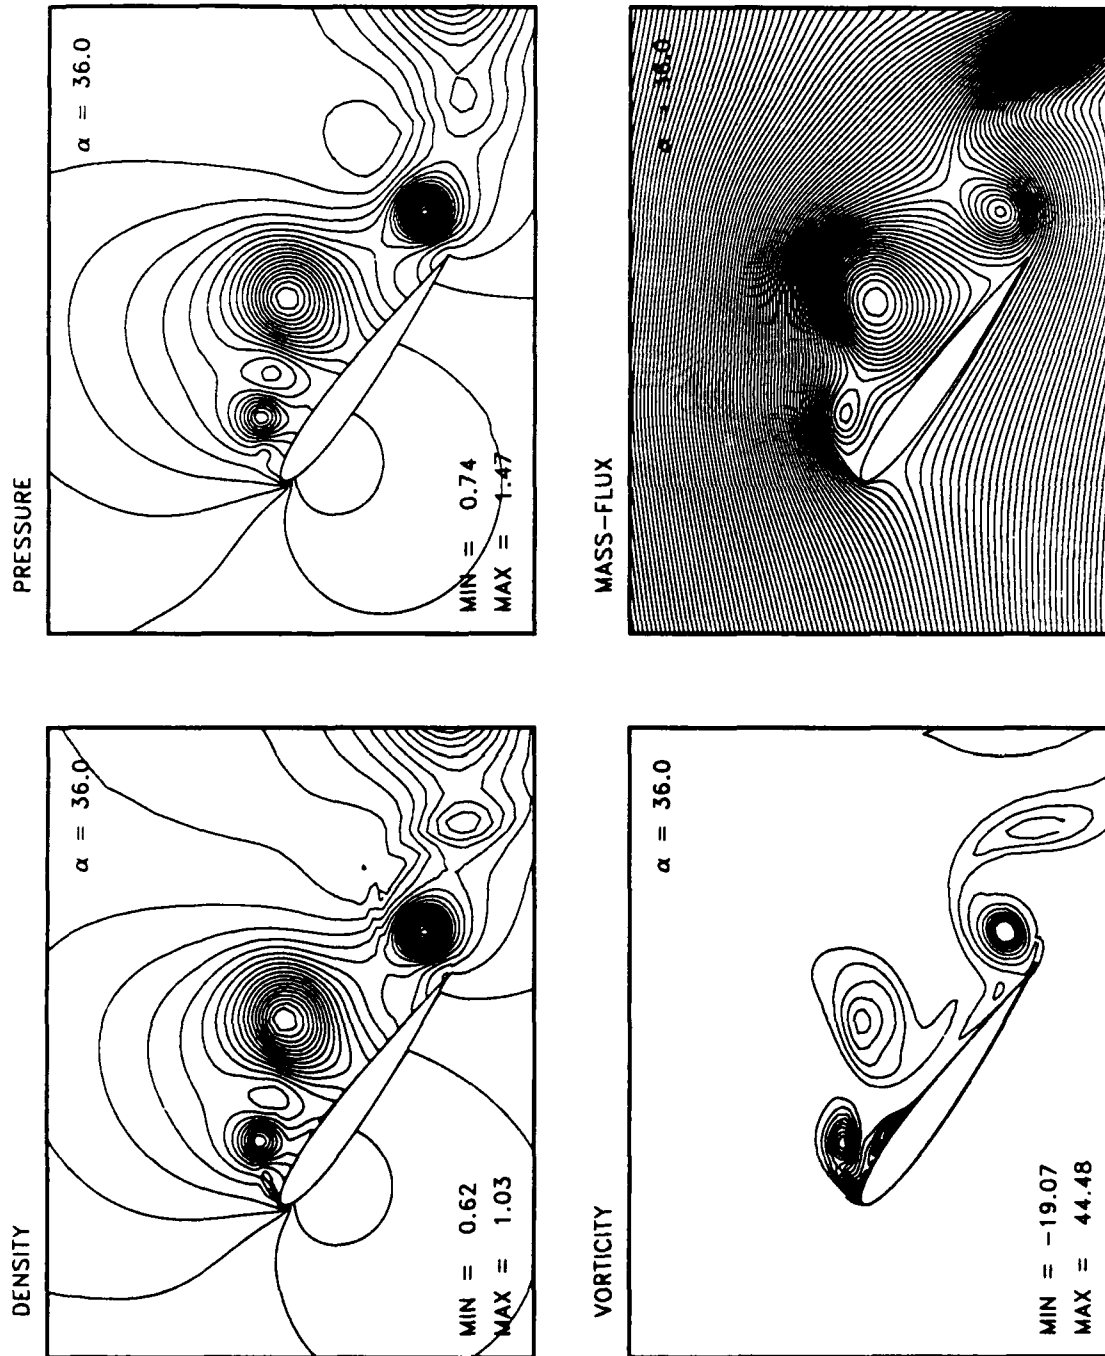 DENSITY
α = 36.0
MIN = 0.62
MAX = 1.03
PRESSURE
α = 36.0
MIN = 0.74
MAX = 1.47
VORTICITY
α = 36.0
MIN = -19.07
MAX = 44.48
MASS-FLUX
α = 36.0